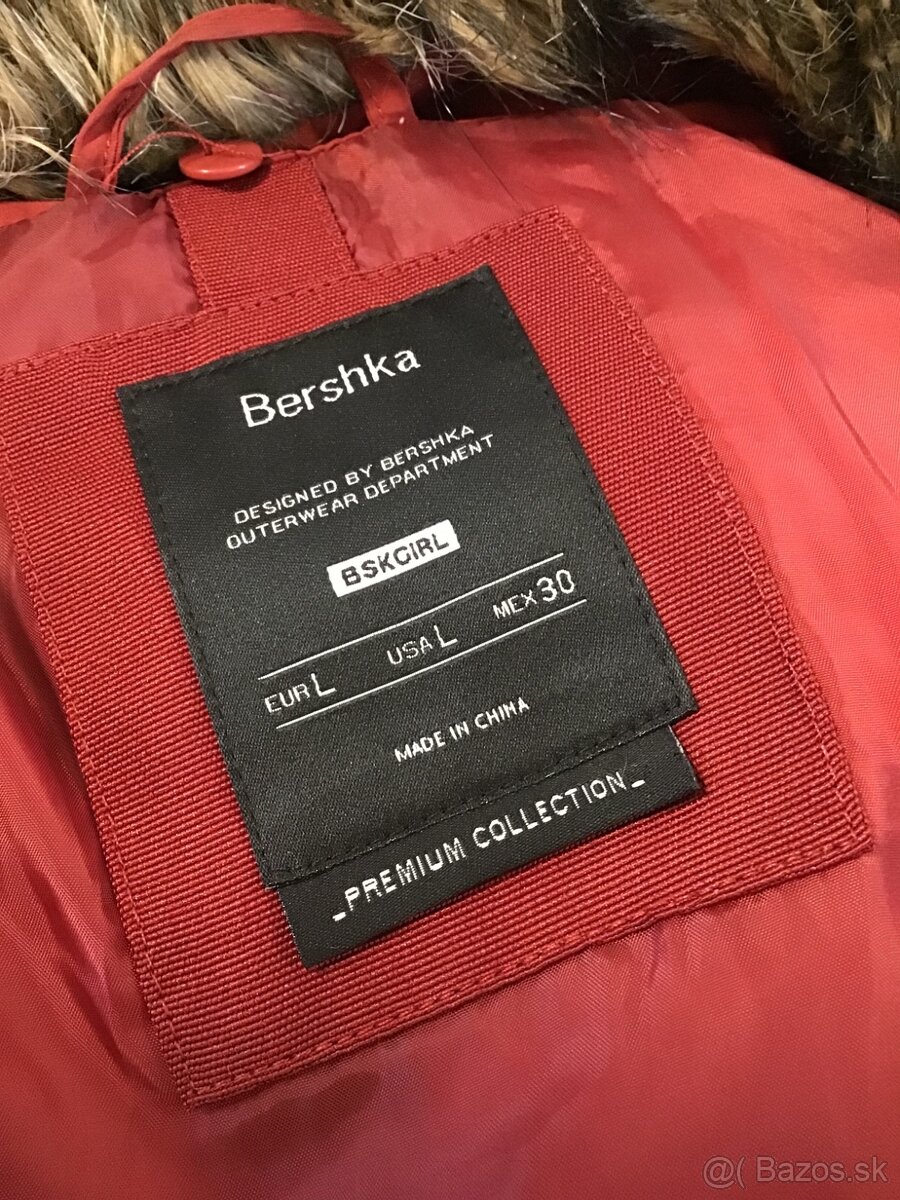 Bershka
DESIGNED BY BERSHKA
OUTERWEAR DEPARTMENT
BSKGIRL
EUR L USA L MEX 30
MADE IN CHINA
_PREMIUM COLLECTION_
@( Bazos.sk